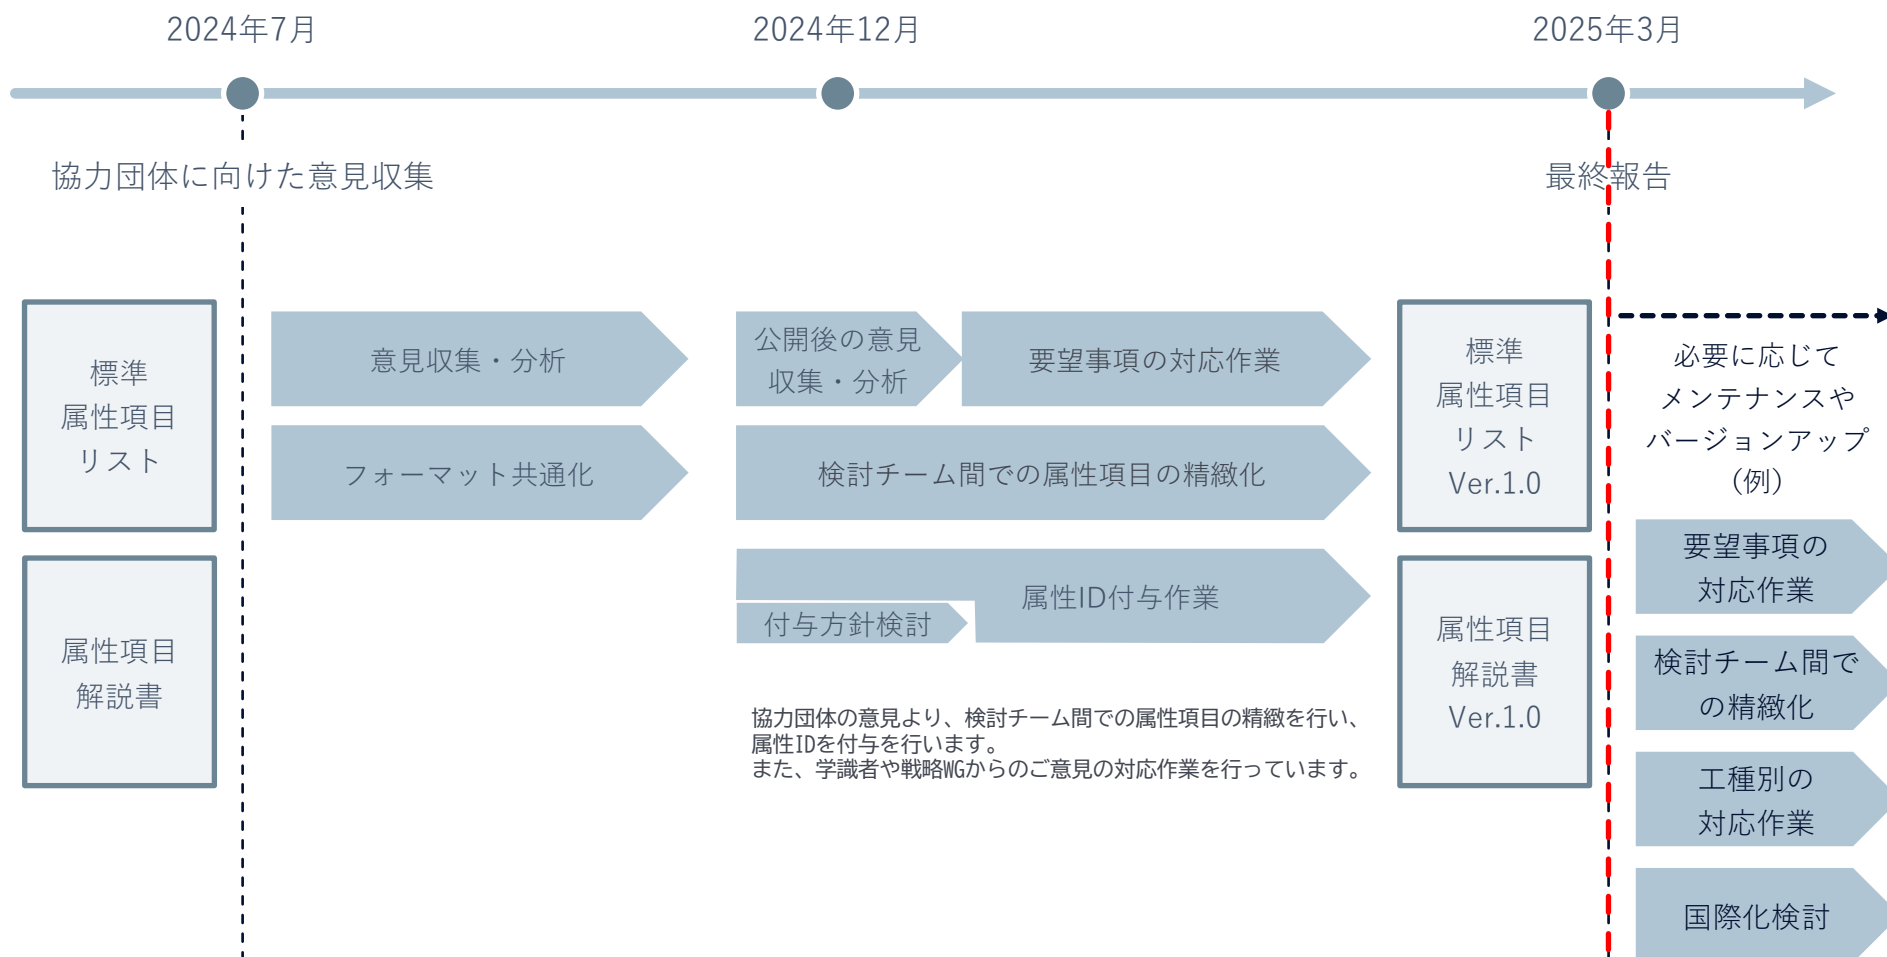 2024年7月
2024年12月
2025年3月
協力団体に向けた意見収集
最終報告
標準
属性項目
リスト
属性項目
解説書
意見収集・分析
フォーマット共通化
公開後の意見
収集・分析
要望事項の対応作業
検討チーム間での属性項目の精緻化
属性ID付与作業
付与方針検討
協力団体の意見より、検討チーム間での属性項目の精緻を行い、
属性IDを付与を行います。
また、学識者や戦略WGからのご意見の対応作業を行っています。
標準
属性項目
リスト
Ver.1.0
属性項目
解説書
Ver.1.0
必要に応じて
メンテナンスや
バージョンアップ
（例）
要望事項の
対応作業
検討チーム間で
の精緻化
工種別の
対応作業
国際化検討